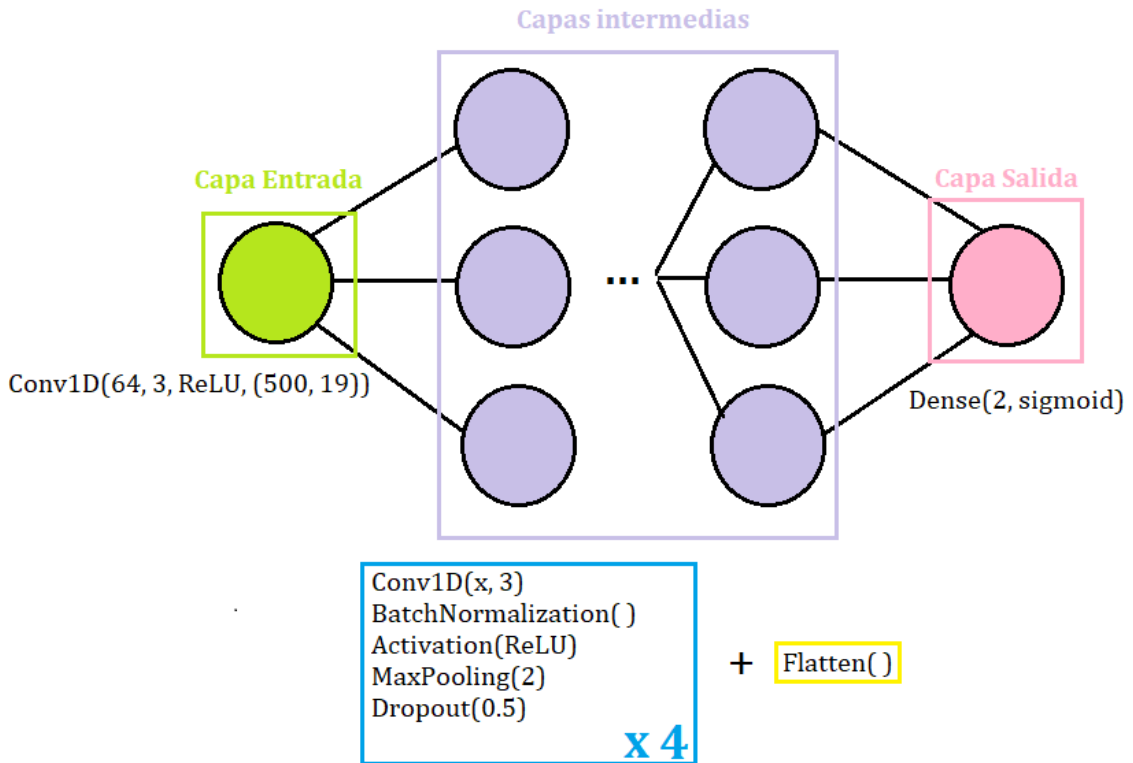 Capas intermedias
Capa Entrada
Capa Salida
...
Conv1D(64, 3, ReLU, (500, 19))
Dense(2, sigmoid)
Conv1D(x, 3)
BatchNormalization( )
Activation(ReLU)
MaxPooling(2)
Dropout(0.5)
x 4
+
Flatten( )